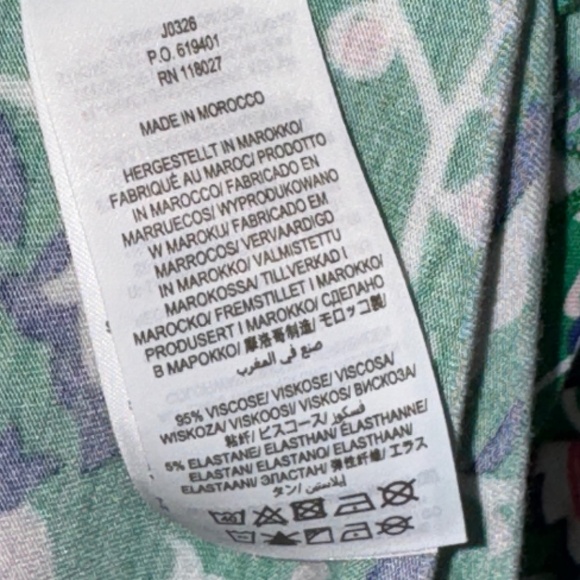 J0326
P.O. 619401
RN 118027
MADE IN MOROCCO
HERGESTELLT IN MAROKKO/
FABRIQUÉ AU MAROC/ PRODOTTO
IN MAROCCO/ FABRICADO EN
MARRUECOS/ WYPRODUKOWANO
W MAROKU/ FABRICADO EM
MARROCOS/ VERVAARDIGD
IN MAROKKO/ VALMISTETTU
MAROKOSSA/ TILLVERKAD I
MAROCKO/ FREMSTILLET I MAROKKO/
PRODUSERT I MAROKKO/ СДЕЛАНО
В МАРОККО/ 摩洛哥制造/ モロッコ製/
صنع في المغرب
95% VISCOSE/ VISKOSE/ VISCOSA/
WISKOZA/ VISKOOSI/ VISKOS/ ВИСКОЗА/
粘纤/ ビスコース/ فسكوز
5% ELASTANE/ ELASTHAN/ ÉLASTHANNE/
ELASTAN/ ELASTANO/ ELASTHAAN/
ELASTAANI/ ЭЛАСТАН/ 弹性纤维/ エラス
タン/ إيلاستين